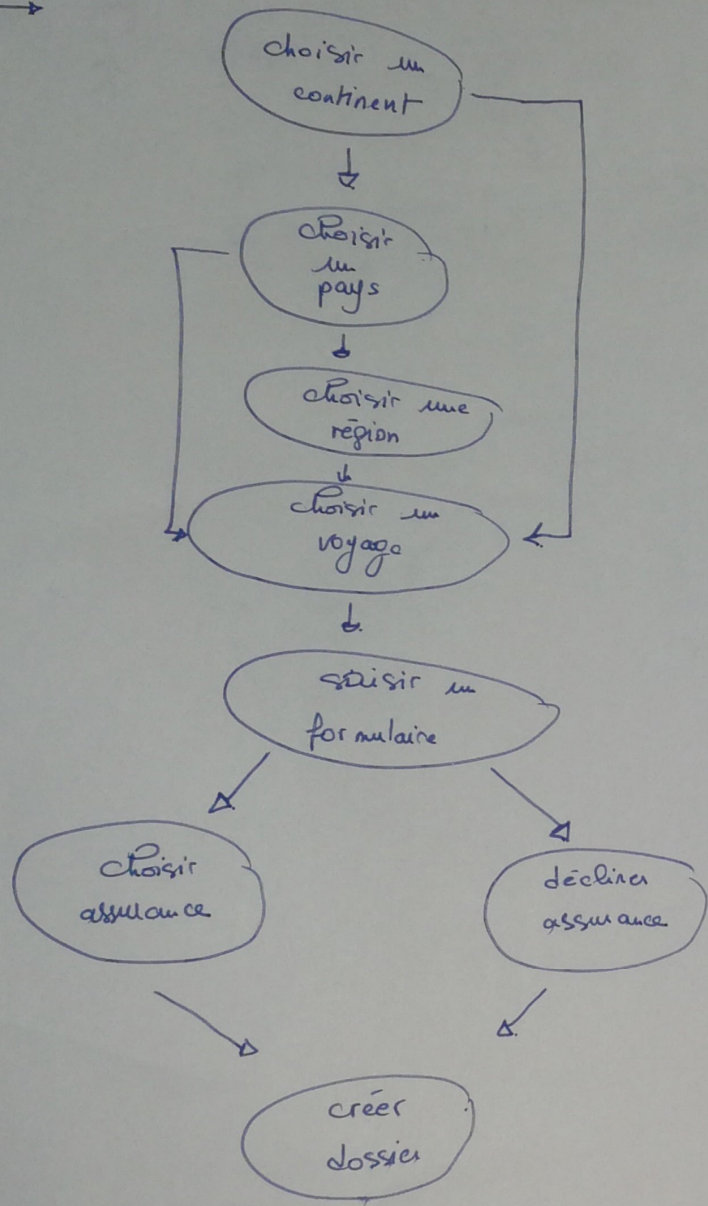 choisir un
continent
choisir
un
pays
choisir une
région
choisir un
voyage
saisir un
formulaire
choisir
assurance
décliner
assurance
créer
dossier